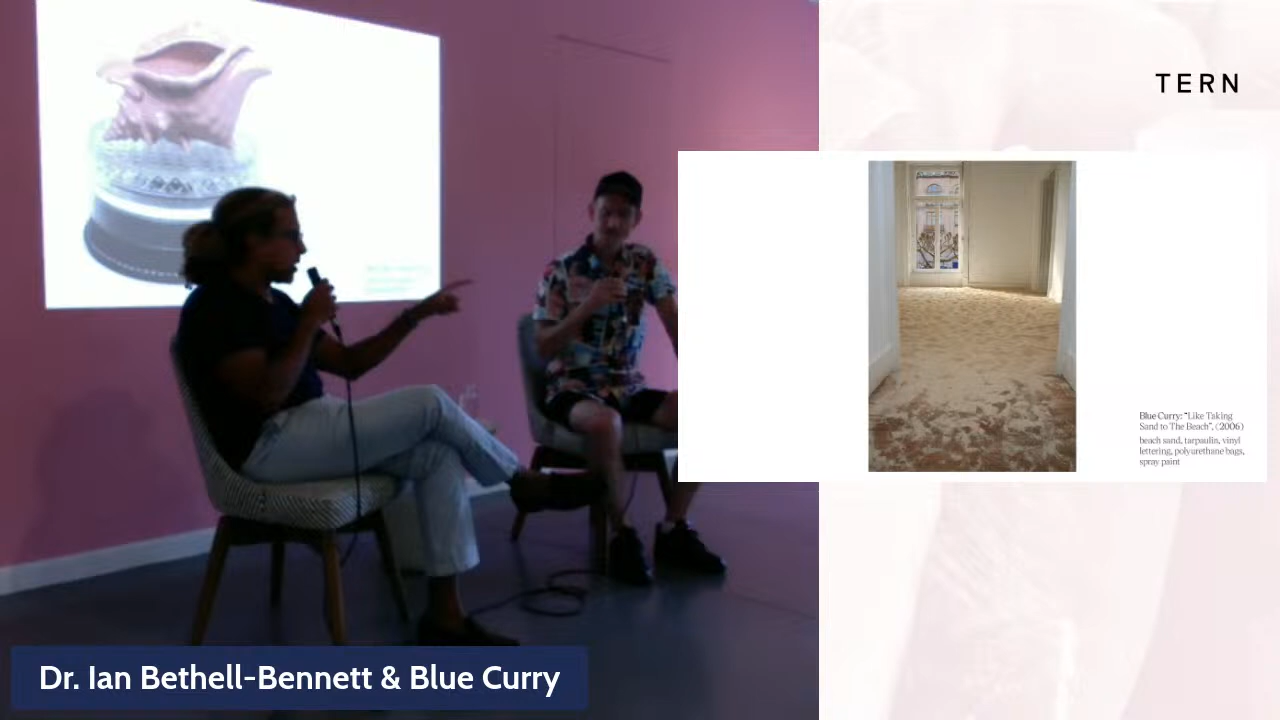 TERN
Blue Curry: "Like Taking
Sand to The Beach", (2006)
beach sand, tarpaulin, vinyl
lettering, polyurethane bags,
spray paint
Dr. Ian Bethell-Bennett & Blue Curry